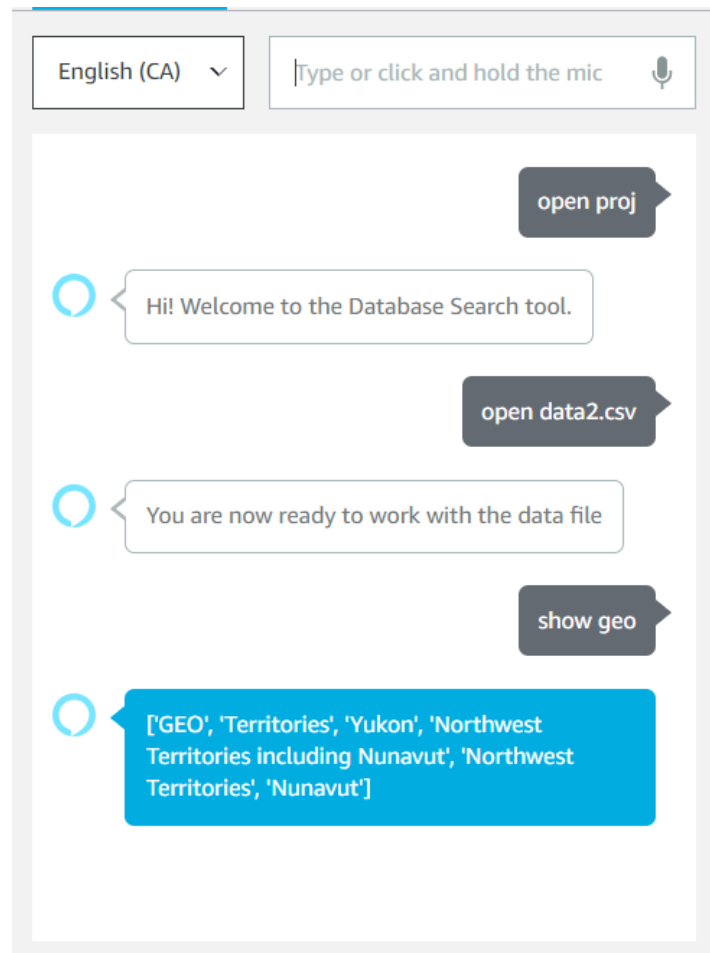 English (CA)
Type or click and hold the mic
open proj
Hi! Welcome to the Database Search tool.
open data2.csv
You are now ready to work with the data file
show geo
['GEO', 'Territories', 'Yukon', 'Northwest
Territories including Nunavut', 'Northwest
Territories', 'Nunavut']